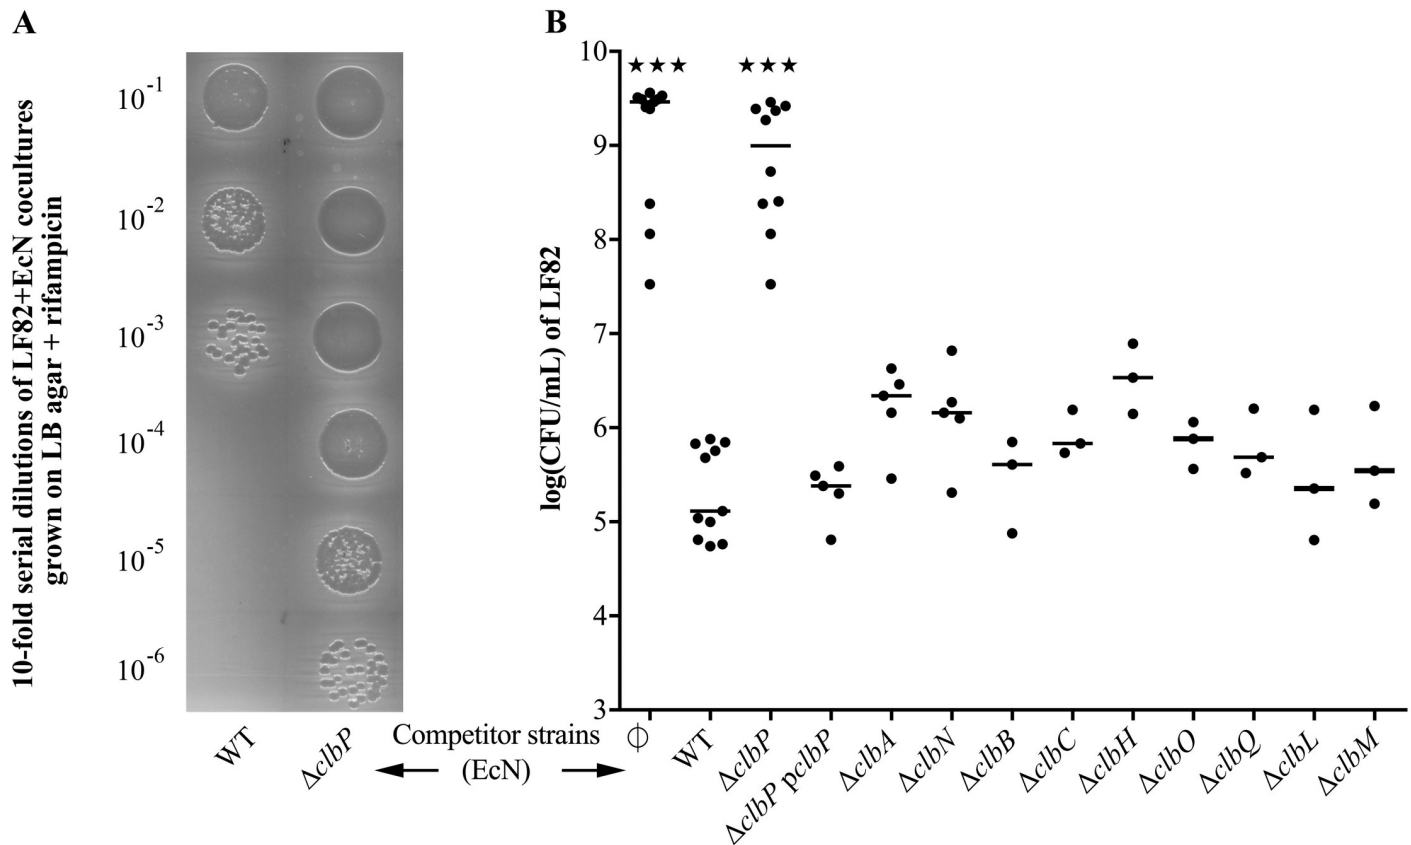 A
B
10-fold serial dilutions of LF82+EcN cocultures
grown on LB agar + rifampicin
10-1
10-2
10-3
10-4
10-5
10-6
WT
ΔclbP
Competitor strains
(EcN)
log(CFU/mL) of LF82
10
9
8
7
6
5
4
3
★★★
★★★
ϕ
WT
ΔclbP
ΔclbP pclbP
ΔclbA
ΔclbN
ΔclbB
ΔclbC
ΔclbH
ΔclbO
ΔclbQ
ΔclbL
ΔclbM